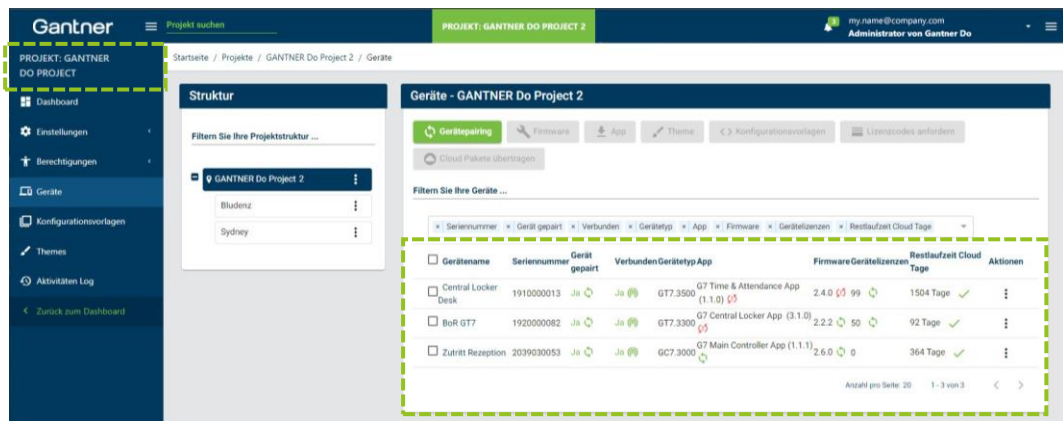 Gantner
Projekt suchen
PROJEKT: GANTNER DO PROJECT 2
3
my.name@company.com
Administrator von Gantner Do
PROJEKT: GANTNER
DO PROJECT
Dashboard
Einstellungen
Berechtigungen
Geräte
Konfigurationsvorlagen
Themes
Aktivitäten Log
< Zurück zum Dashboard
Startseite / Projekte / GANTNER Do Project 2 / Geräte
Struktur
Filtern Sie Ihre Projektstruktur ...
GANTNER Do Project 2
Bludenz
Sydney
Geräte - GANTNER Do Project 2
Gerätepairing Firmware App Theme <> Konfigurationsvorlagen Lizenzcodes anfordern
Cloud Pakete übertragen
Filtern Sie Ihre Geräte ...
× Seriennummer × Gerät gepairt × Verbunden × Gerätetyp × App × Firmware × Gerätelizenzen × Restlaufzeit Cloud Tage
Gerätename Seriennummer Gerät gepairt Verbunden Gerätetyp App Firmware Gerätelizenzen Restlaufzeit Cloud Tage Aktionen
Central Locker Desk 1910000013 Ja Ja GT7.3500 G7 Time & Attendance App (1.1.0) 2.4.0 99 1504 Tage
BoR GT7 1920000082 Ja Ja GT7.3300 G7 Central Locker App (3.1.0) 2.2.2 50 92 Tage
Zutritt Rezeption 2039030053 Ja Ja GC7.3000 G7 Main Controller App (1.1.1) 2.6.0 0 364 Tage
Anzahl pro Seite: 20 1 - 3 von 3 < >